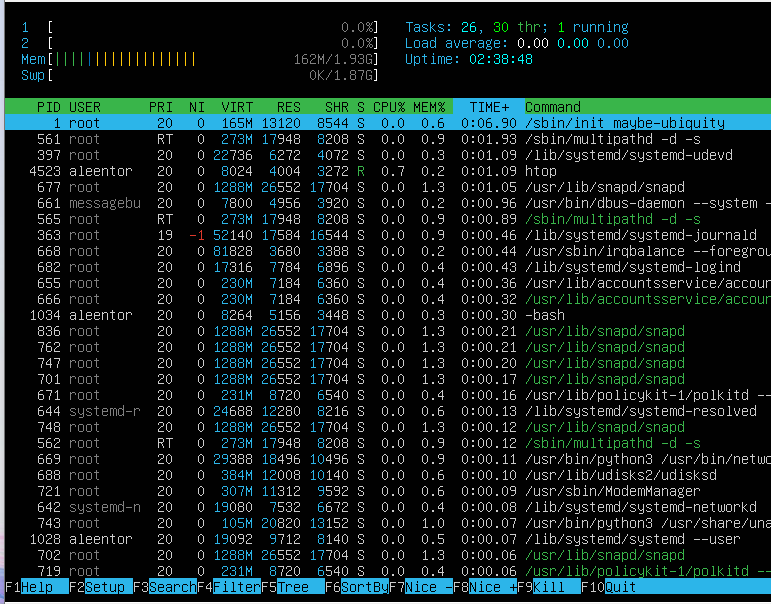 1 [ 0.0%] Tasks: 26, 30 thr; 1 running
2 [ 0.0%] Load average: 0.00 0.00 0.00
Mem[|||||||||||||||||| 162M/1.93G] Uptime: 02:38:48
Swp[ 0K/1.87G]
PID USER PRI NI VIRT RES SHR S CPU% MEM% TIME+ Command
1 root 20 0 165M 13120 8544 S 0.0 0.6 0:06.90 /sbin/init maybe-ubiquity
561 root RT 0 273M 17948 8208 S 0.0 0.9 0:01.93 /sbin/multipathd -d -s
397 root 20 0 22736 6272 4072 S 0.0 0.3 0:01.09 /lib/systemd/systemd-udevd
4523 aleentor 20 0 8024 4004 3272 R 0.7 0.2 0:01.09 htop
677 root 20 0 1288M 26552 17704 S 0.0 1.3 0:01.05 /usr/lib/snapd/snapd
661 messagebu 20 0 7800 4956 3920 S 0.0 0.2 0:00.96 /usr/bin/dbus-daemon --system -
565 root RT 0 273M 17948 8208 S 0.0 0.9 0:00.89 /sbin/multipathd -d -s
363 root 19 -1 52140 17584 16544 S 0.0 0.9 0:00.46 /lib/systemd/systemd-journald
668 root 20 0 81828 3680 3388 S 0.0 0.2 0:00.44 /usr/sbin/irqbalance --foregrou
682 root 20 0 17316 7784 6896 S 0.0 0.4 0:00.43 /lib/systemd/systemd-logind
655 root 20 0 230M 7184 6360 S 0.0 0.4 0:00.36 /usr/lib/accountsservice/accoun
666 root 20 0 230M 7184 6360 S 0.0 0.4 0:00.32 /usr/lib/accountsservice/accoun
1034 aleentor 20 0 8264 5156 3448 S 0.0 0.3 0:00.30 -bash
836 root 20 0 1288M 26552 17704 S 0.0 1.3 0:00.21 /usr/lib/snapd/snapd
762 root 20 0 1288M 26552 17704 S 0.0 1.3 0:00.21 /usr/lib/snapd/snapd
747 root 20 0 1288M 26552 17704 S 0.0 1.3 0:00.20 /usr/lib/snapd/snapd
701 root 20 0 1288M 26552 17704 S 0.0 1.3 0:00.17 /usr/lib/snapd/snapd
671 root 20 0 231M 8720 6540 S 0.0 0.4 0:00.16 /usr/lib/policykit-1/polkitd --
644 systemd-r 20 0 24688 12280 8216 S 0.0 0.6 0:00.13 /lib/systemd/systemd-resolved
748 root 20 0 1288M 26552 17704 S 0.0 1.3 0:00.12 /usr/lib/snapd/snapd
562 root RT 0 273M 17948 8208 S 0.0 0.9 0:00.12 /sbin/multipathd -d -s
669 root 20 0 29388 18496 10496 S 0.0 0.9 0:00.11 /usr/bin/python3 /usr/bin/netwo
688 root 20 0 384M 12008 10140 S 0.0 0.6 0:00.10 /usr/lib/udisks2/udisksd
721 root 20 0 307M 11312 9592 S 0.0 0.6 0:00.09 /usr/sbin/ModemManager
642 systemd-n 20 0 19080 7532 6672 S 0.0 0.4 0:00.08 /lib/systemd/systemd-networkd
743 root 20 0 105M 20820 13152 S 0.0 1.0 0:00.07 /usr/bin/python3 /usr/share/una
1028 aleentor 20 0 19092 9712 8140 S 0.0 0.5 0:00.07 /lib/systemd/systemd --user
702 root 20 0 1288M 26552 17704 S 0.0 1.3 0:00.06 /usr/lib/snapd/snapd
719 root 20 0 231M 8720 6540 S 0.0 0.4 0:00.06 /usr/lib/policykit-1/polkitd --
F1Help F2Setup F3SearchF4FilterF5Tree F6SortByF7Nice -F8Nice +F9Kill F10Quit